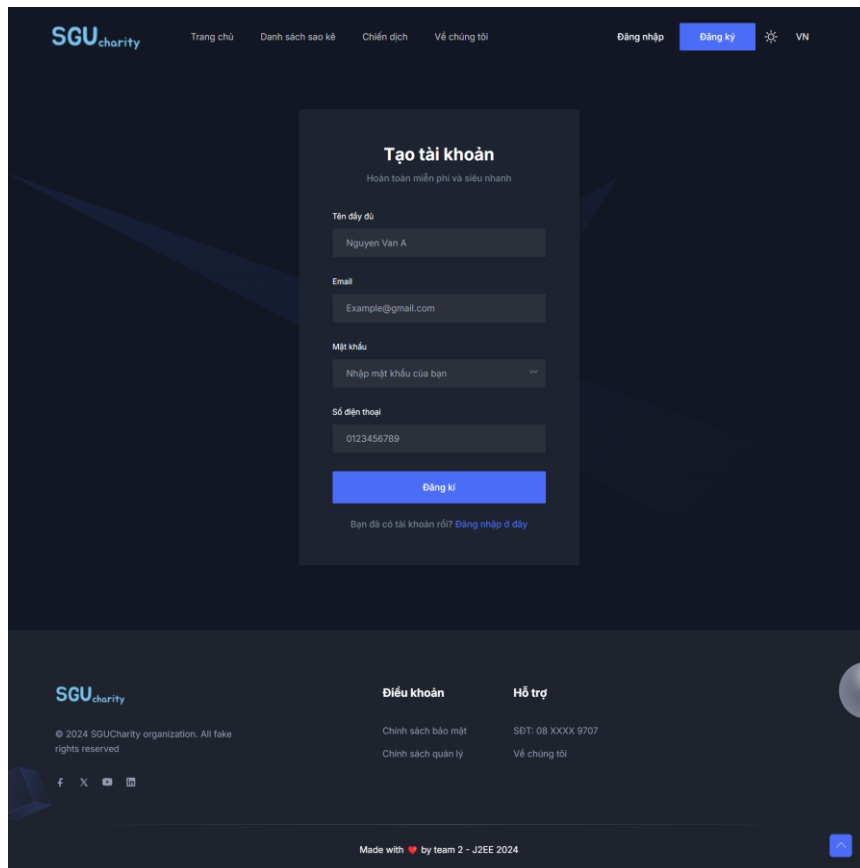 SGUcharity
Trang chủ
Danh sách sao kê
Chiến dịch
Về chúng tôi
Đăng nhập
Đăng ký
VN
Tạo tài khoản
Hoàn toàn miễn phí và siêu nhanh
Tên đầy đủ
Nguyen Van A
Email
Example@gmail.com
Mật khẩu
Nhập mật khẩu của bạn
Số điện thoại
0123456789
Đăng kí
Bạn đã có tài khoản rồi? Đăng nhập ở đây
SGUcharity
© 2024 SGUCharity organization. All fake
rights reserved
Điều khoản
Chính sách bảo mật
Chính sách quản lý
Hỗ trợ
SĐT: 08 XXXX 9707
Về chúng tôi
Made with ❤️ by team 2 - J2EE 2024